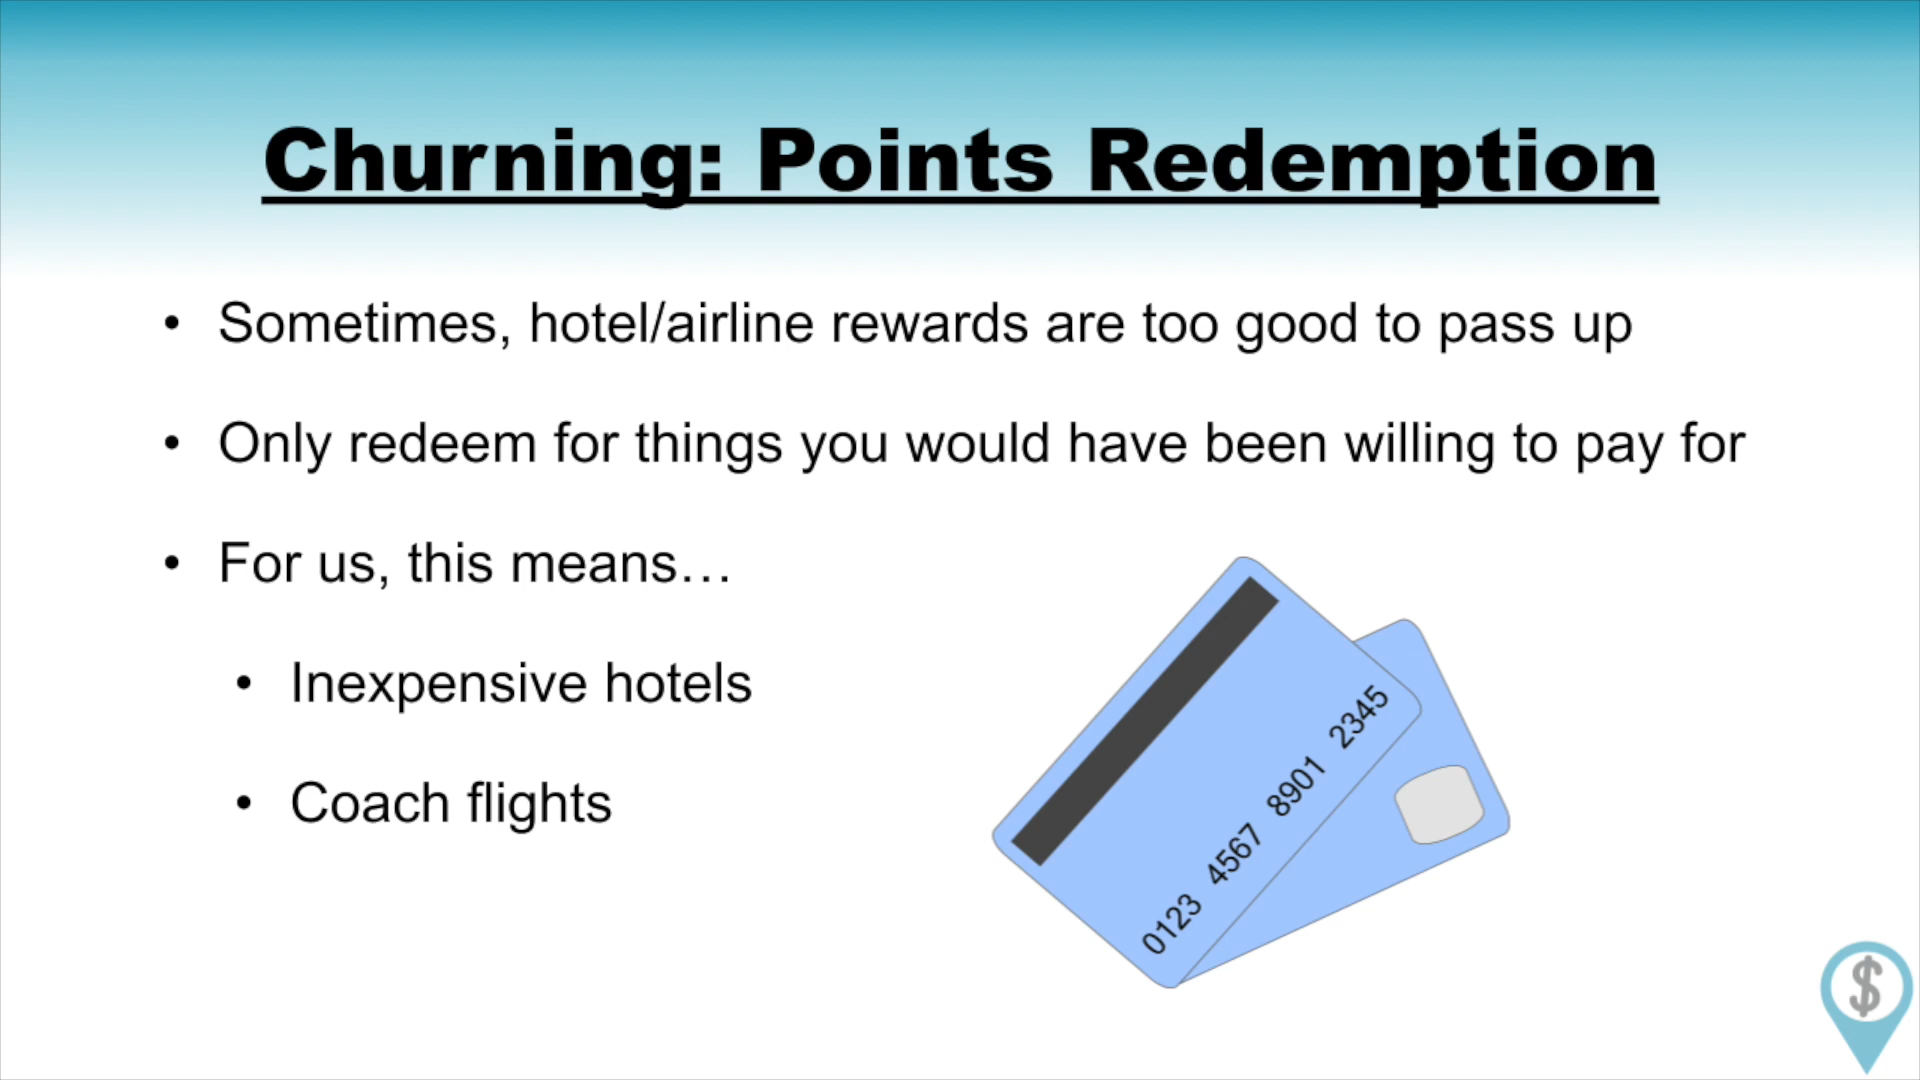 Churning: Points Redemption
• Sometimes, hotel/airline rewards are too good to pass up
• Only redeem for things you would have been willing to pay for
• For us, this means…
• Inexpensive hotels
• Coach flights
0123 4567 8901 2345
$